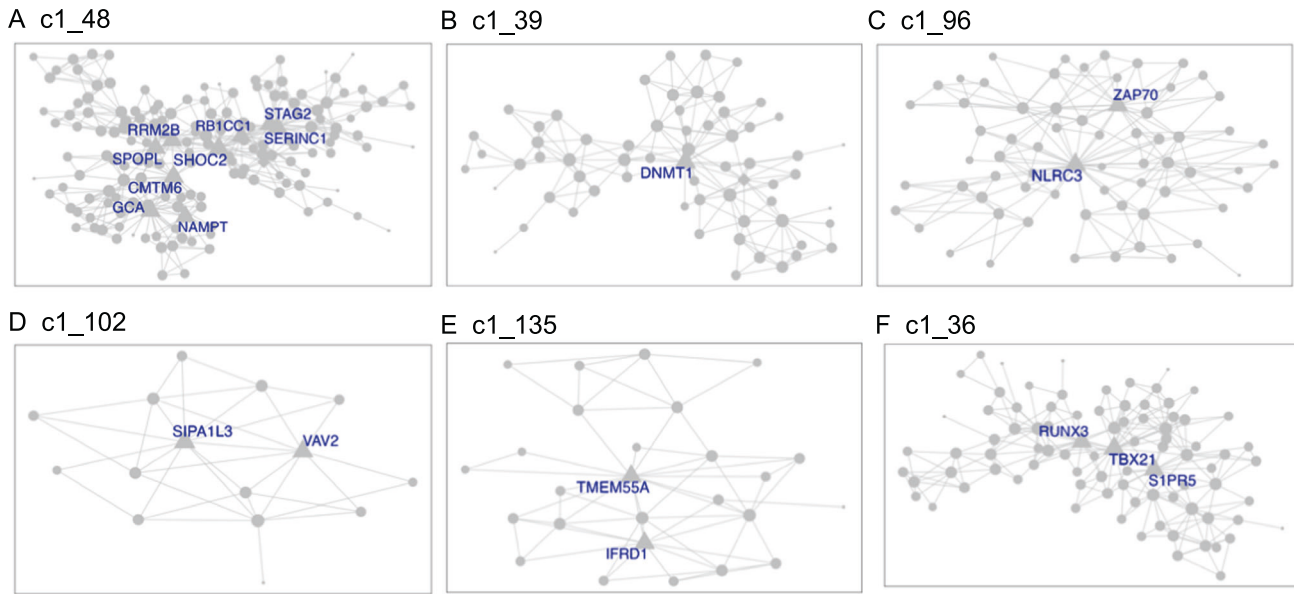 A c1_48
B c1_39
C c1_96
RRM2B
RB1CC1
STAG2
SERINC1
SPOPL
SHOC2
CMTM6
GCA
NAMPT
DNMT1
ZAP70
NLRC3
D c1_102
E c1_135
F c1_36
SIPA1L3
VAV2
TMEM55A
IFRD1
RUNX3
TBX21
S1PR5